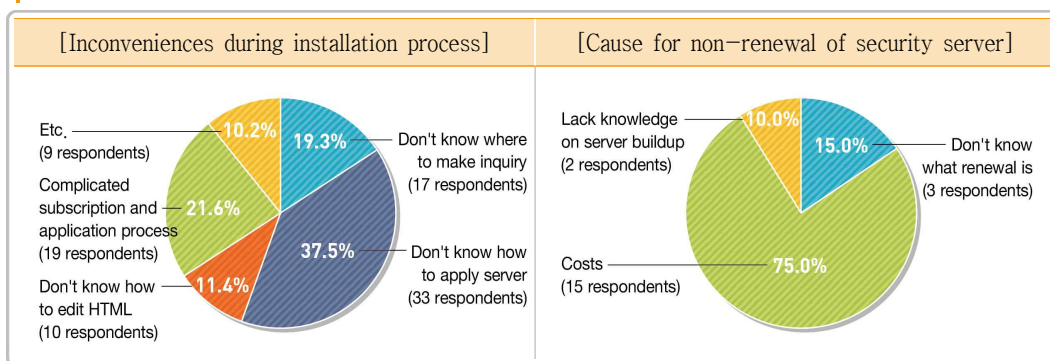 [Inconveniences during installation process]
Etc.
(9 respondents)
10.2%
19.3%
Don't know where
to make inquiry
(17 respondents)
Complicated
subscription and
application process
(19 respondents)
21.6%
37.5%
Don't know how
to apply server
(33 respondents)
Don't know how
to edit HTML
(10 respondents)
11.4%
[Cause for non-renewal of security server]
Lack knowledge
on server buildup
(2 respondents)
10.0%
15.0%
Don't know
what renewal is
(3 respondents)
Costs
(15 respondents)
75.0%